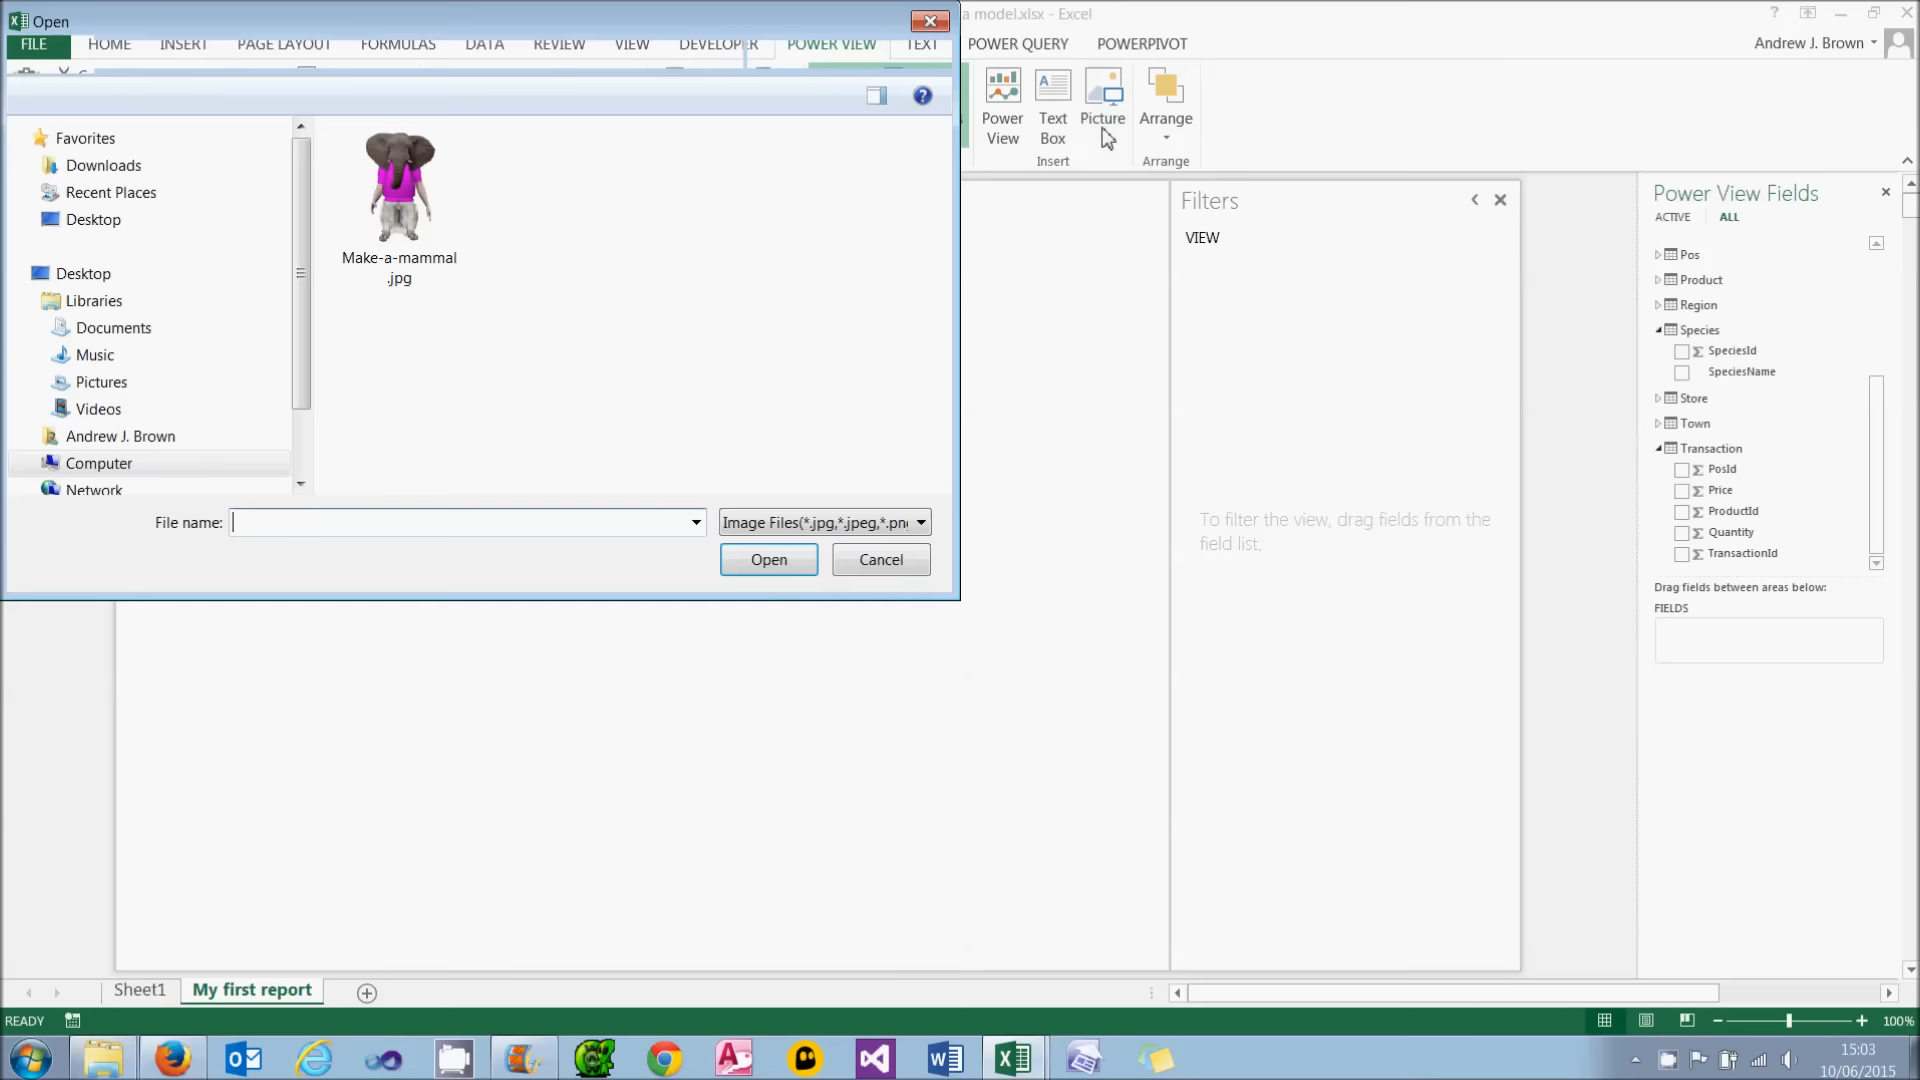 Open
a model.xlsx - Excel
FILE HOME INSERT PAGE LAYOUT FORMULAS DATA REVIEW VIEW DEVELOPER POWER VIEW TEXT POWER QUERY POWERPIVOT
Andrew J. Brown
Power View
Text Box
Picture
Arrange
Insert
Arrange
Favorites
Downloads
Recent Places
Desktop
Desktop
Libraries
Documents
Music
Pictures
Videos
Andrew J. Brown
Computer
Network
Make-a-mammal
.jpg
File name:
Image Files(*.jpg,*.jpeg,*.pn
Open
Cancel
Filters
VIEW
To filter the view, drag fields from the
field list.
Power View Fields
ACTIVE ALL
Pos
Product
Region
Species
Σ SpeciesId
SpeciesName
Store
Town
Transaction
Σ PosId
Σ Price
Σ ProductId
Σ Quantity
Σ TransactionId
Drag fields between areas below:
FIELDS
Sheet1
My first report
READY
100%
15:03
10/06/2015